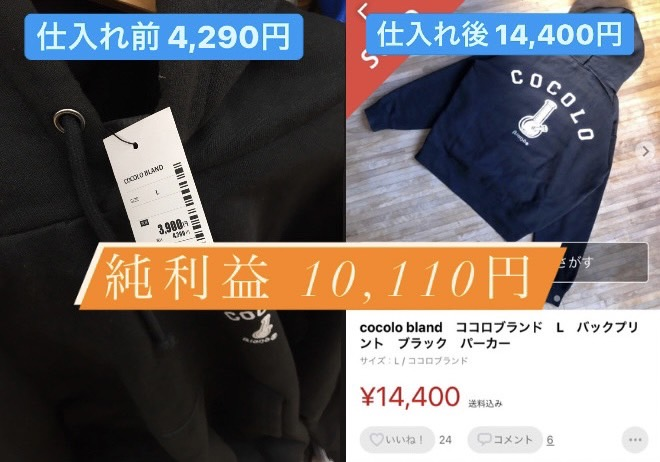 仕入れ前 4,290円
COCOLO BLAND
L
3,900円
COCOLO
仕入れ後 14,400円
COCOLO
純利益 10,110円
さがす
cocolo bland　ココロブランド　L　バックプリ
ント　ブラック　パーカー
サイズ：L / ココロブランド
¥14,400 送料込み
いいね！ 24 コメント 6